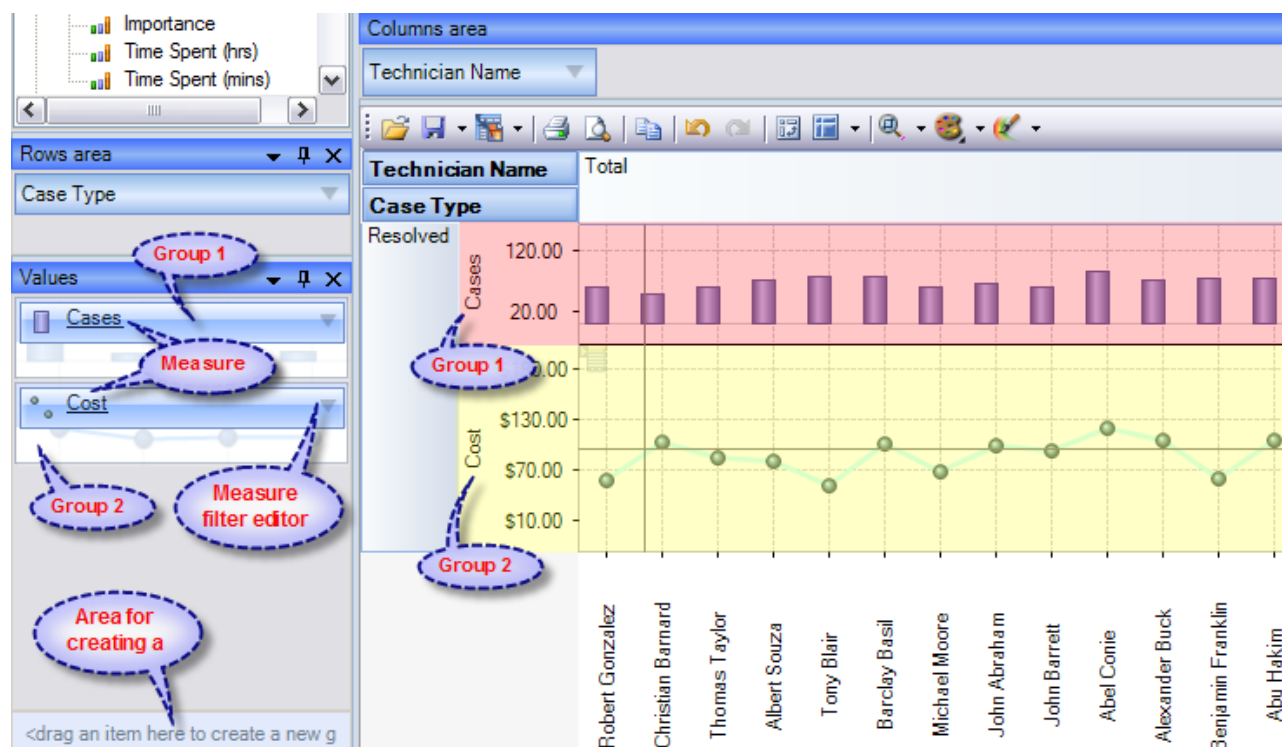 Importance
Time Spent (hrs)
Time Spent (mins)
Rows area
Case Type
Values
Group 1
Cases
Measure
Cost
Group 2
Measure
filter editor
Area for
creating a
<drag an item here to create a new g
Columns area
Technician Name
Technician Name
Total
Case Type
Resolved
Cases
120.00
20.00
Group 1
0.00
Cost
$130.00
$70.00
$10.00
Group 2
Robert Gonzalez
Christian Barnard
Thomas Taylor
Albert Souza
Tony Blair
Barclay Basil
Michael Moore
John Abraham
John Barrett
Abel Conie
Alexander Buck
Benjamin Franklin
Abu Hakim